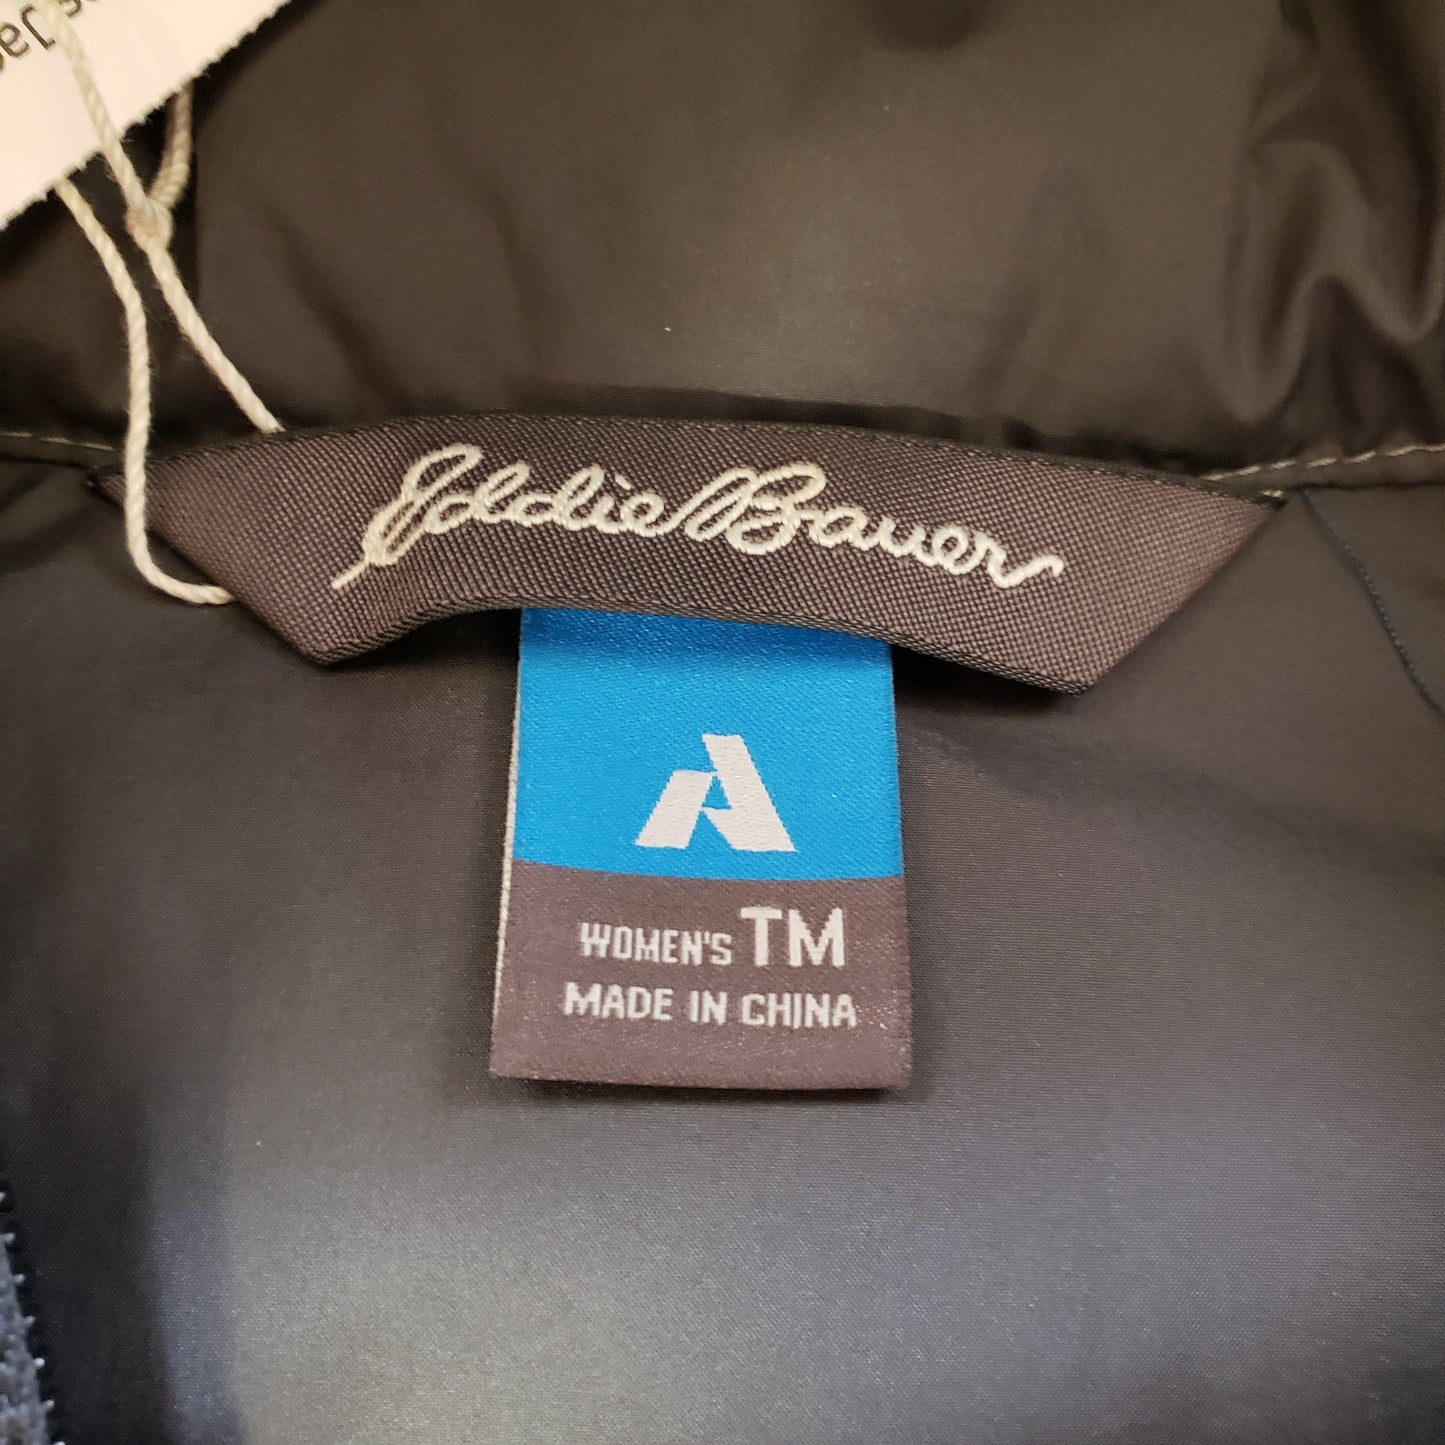 Eddie Bauer
A
WOMEN'S TM
MADE IN CHINA